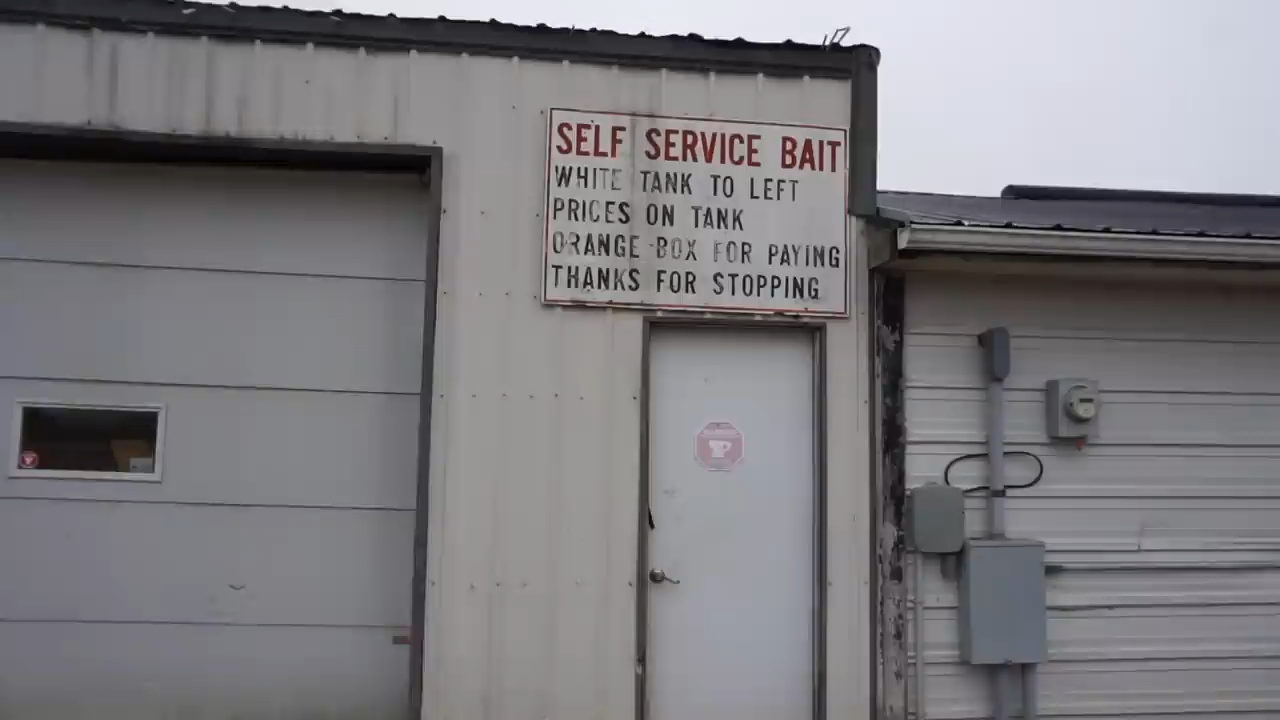 SELF SERVICE BAIT
WHITE TANK TO LEFT
PRICES ON TANK
ORANGE BOX FOR PAYING
THANKS FOR STOPPING